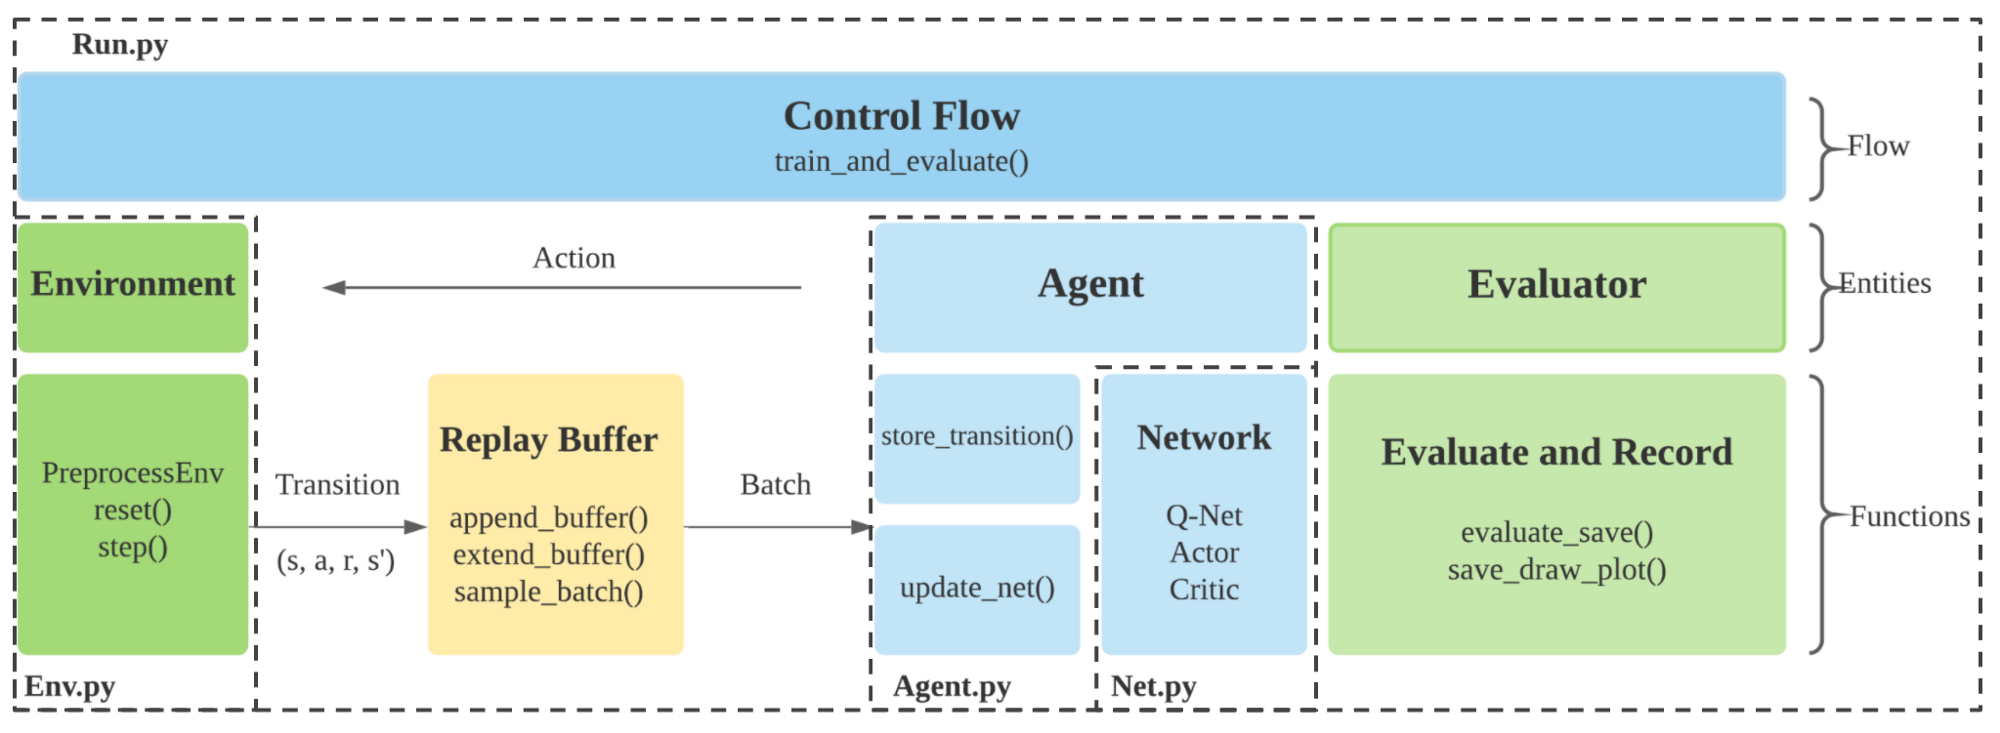 Run.py
Control Flow
train_and_evaluate()
Flow
Environment
Action
Agent
Evaluator
Entities
PreprocessEnv
reset()
step()
Transition
(s, a, r, s')
Replay Buffer
append_buffer()
extend_buffer()
sample_batch()
Batch
store_transition()
update_net()
Network
Q-Net
Actor
Critic
Evaluate and Record
evaluate_save()
save_draw_plot()
Functions
Env.py
Agent.py
Net.py